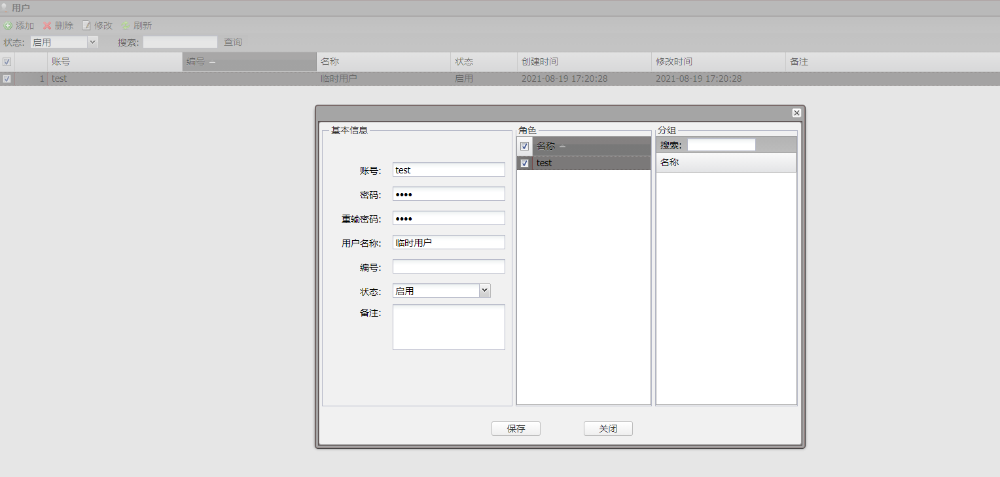 用户
添加 删除 修改 刷新
状态: 启用 搜索: 查询
账号 编号 名称 状态 创建时间 修改时间 备注
1 test 临时用户 启用 2021-08-19 17:20:28 2021-08-19 17:20:28
基本信息 角色 分组
名称 搜索:
test 名称
账号: test
密码: ••••
重输密码: ••••
用户名称: 临时用户
编号:
状态: 启用
备注:
保存 关闭